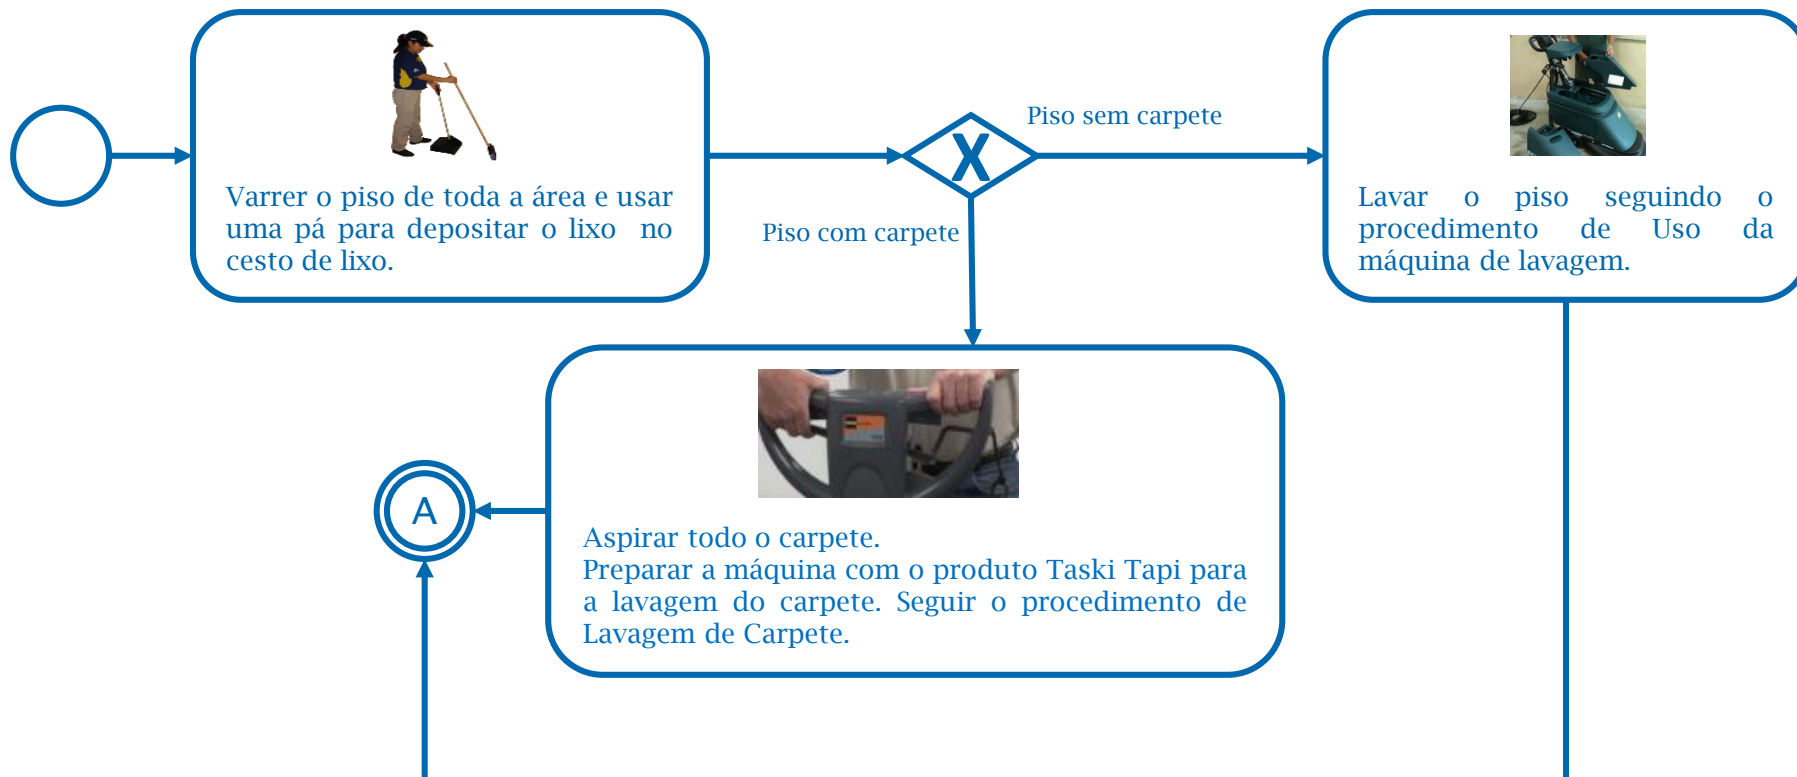 Varrer o piso de toda a área e usar
uma pá para depositar o lixo no
cesto de lixo.
X
Piso sem carpete
Piso com carpete
Lavar o piso seguindo o
procedimento de Uso da
máquina de lavagem.
A
Aspirar todo o carpete.
Preparar a máquina com o produto Taski Tapi para
a lavagem do carpete. Seguir o procedimento de
Lavagem de Carpete.